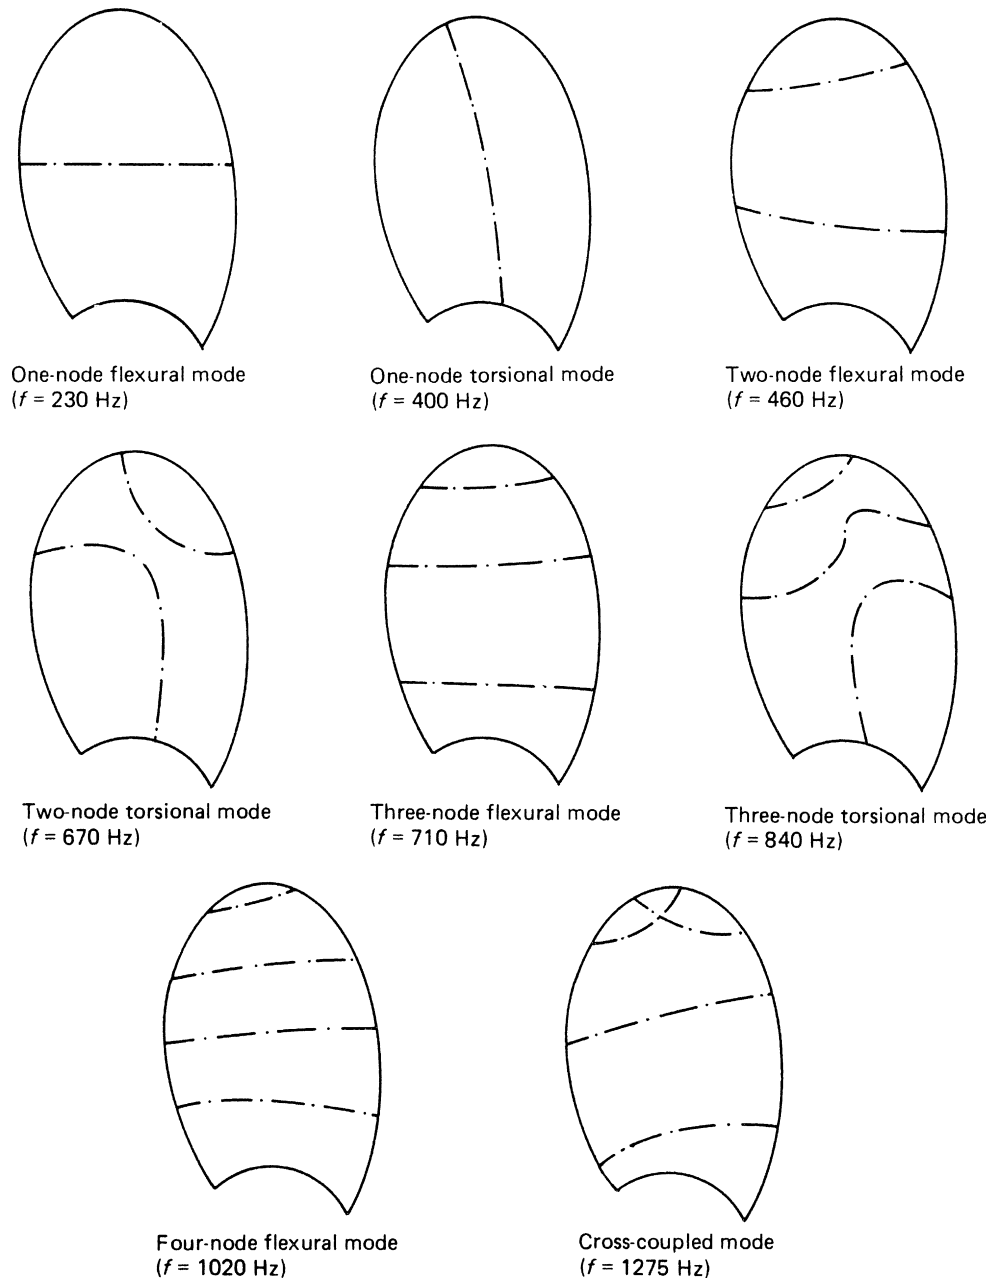 One-node flexural mode
(f = 230 Hz)
One-node torsional mode
(f = 400 Hz)
Two-node flexural mode
(f = 460 Hz)
Two-node torsional mode
(f = 670 Hz)
Three-node flexural mode
(f = 710 Hz)
Three-node torsional mode
(f = 840 Hz)
Four-node flexural mode
(f = 1020 Hz)
Cross-coupled mode
(f = 1275 Hz)